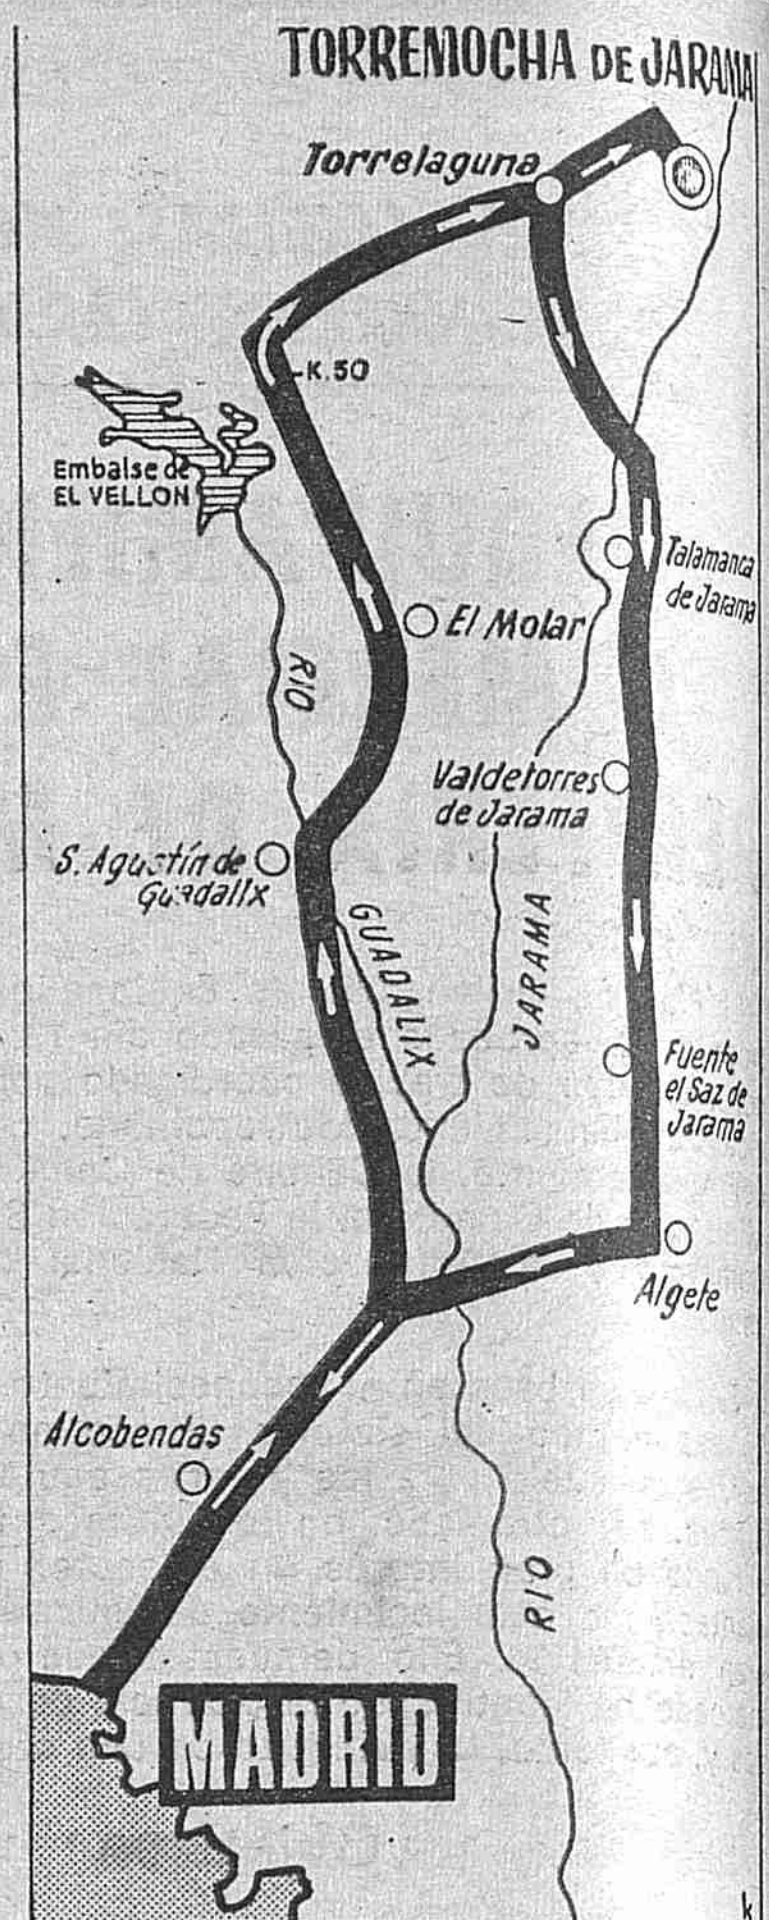 TORREMOCHA DE JARAMA
Torrelaguna
K.50
Embalse de
EL VELLON
Talamanca
de Jarama
El Molar
RIO
Valdetorres
de Jarama
S. Agustín de
Guadalix
GUADALIX
JARAMA
Fuente
el Saz de
Jarama
Algete
Alcobendas
RIO
MADRID
k